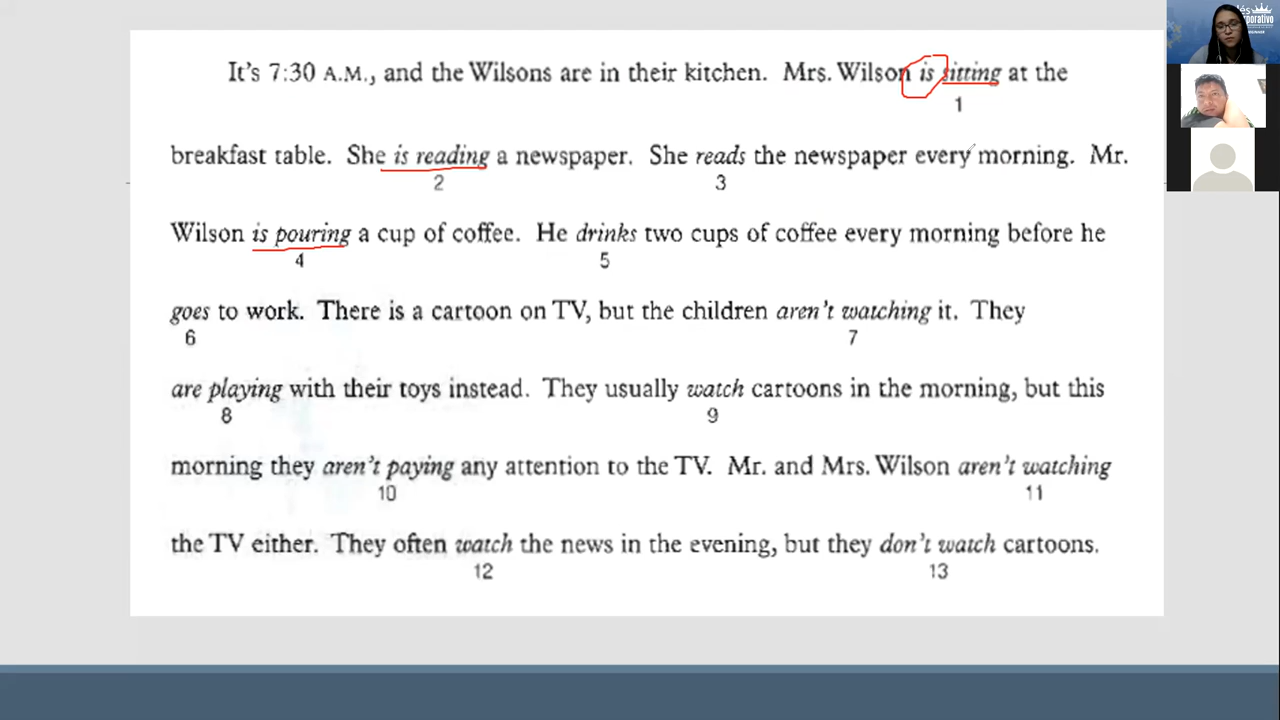 It's 7:30 A.M., and the Wilsons are in their kitchen. Mrs. Wilson is sitting at the
1
breakfast table. She is reading a newspaper. She reads the newspaper every morning. Mr.
2 3
Wilson is pouring a cup of coffee. He drinks two cups of coffee every morning before he
4 5
goes to work. There is a cartoon on TV, but the children aren't watching it. They
6 7
are playing with their toys instead. They usually watch cartoons in the morning, but this
8 9
morning they aren't paying any attention to the TV. Mr. and Mrs. Wilson aren't watching
10 11
the TV either. They often watch the news in the evening, but they don't watch cartoons.
12 13